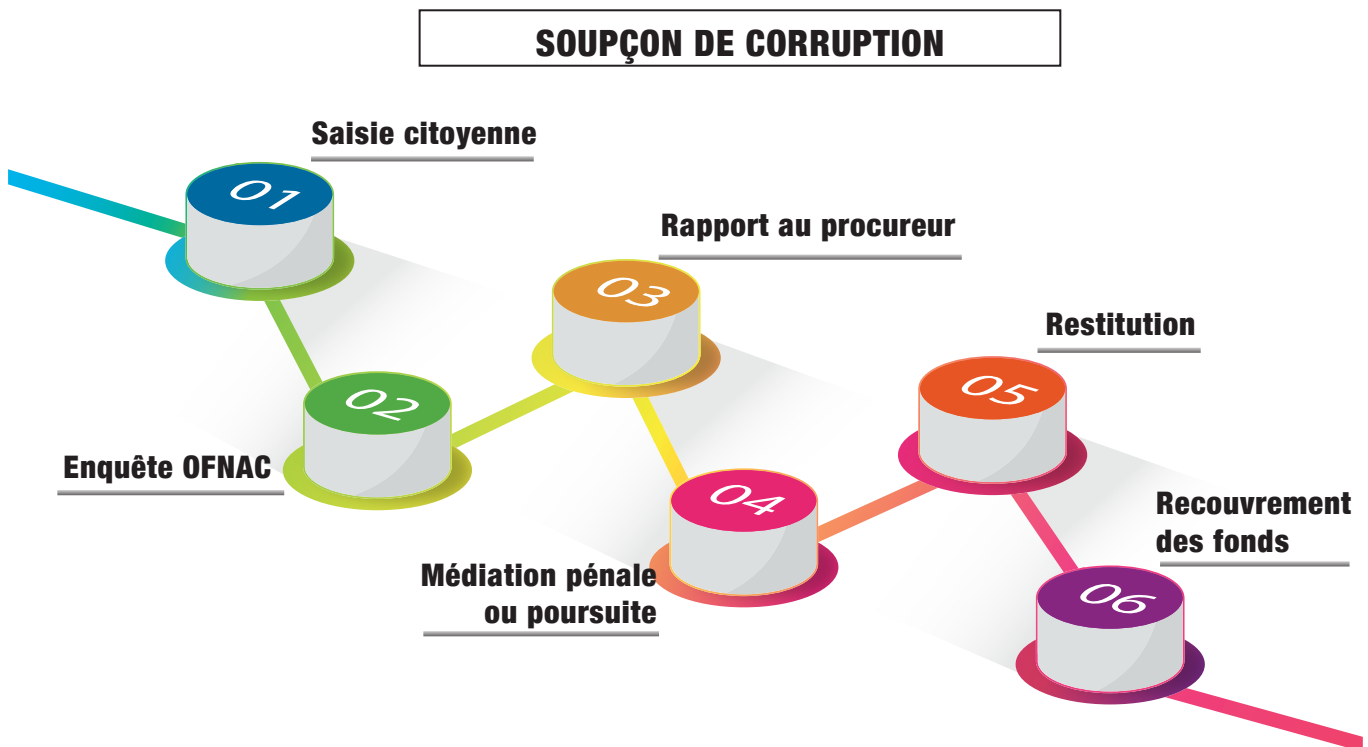 SOUPÇON DE CORRUPTION
Saisie citoyenne
01
Rapport au procureur
03
Restitution
05
02
Enquête OFNAC
04
Médiation pénale
ou poursuite
Recouvrement
des fonds
06